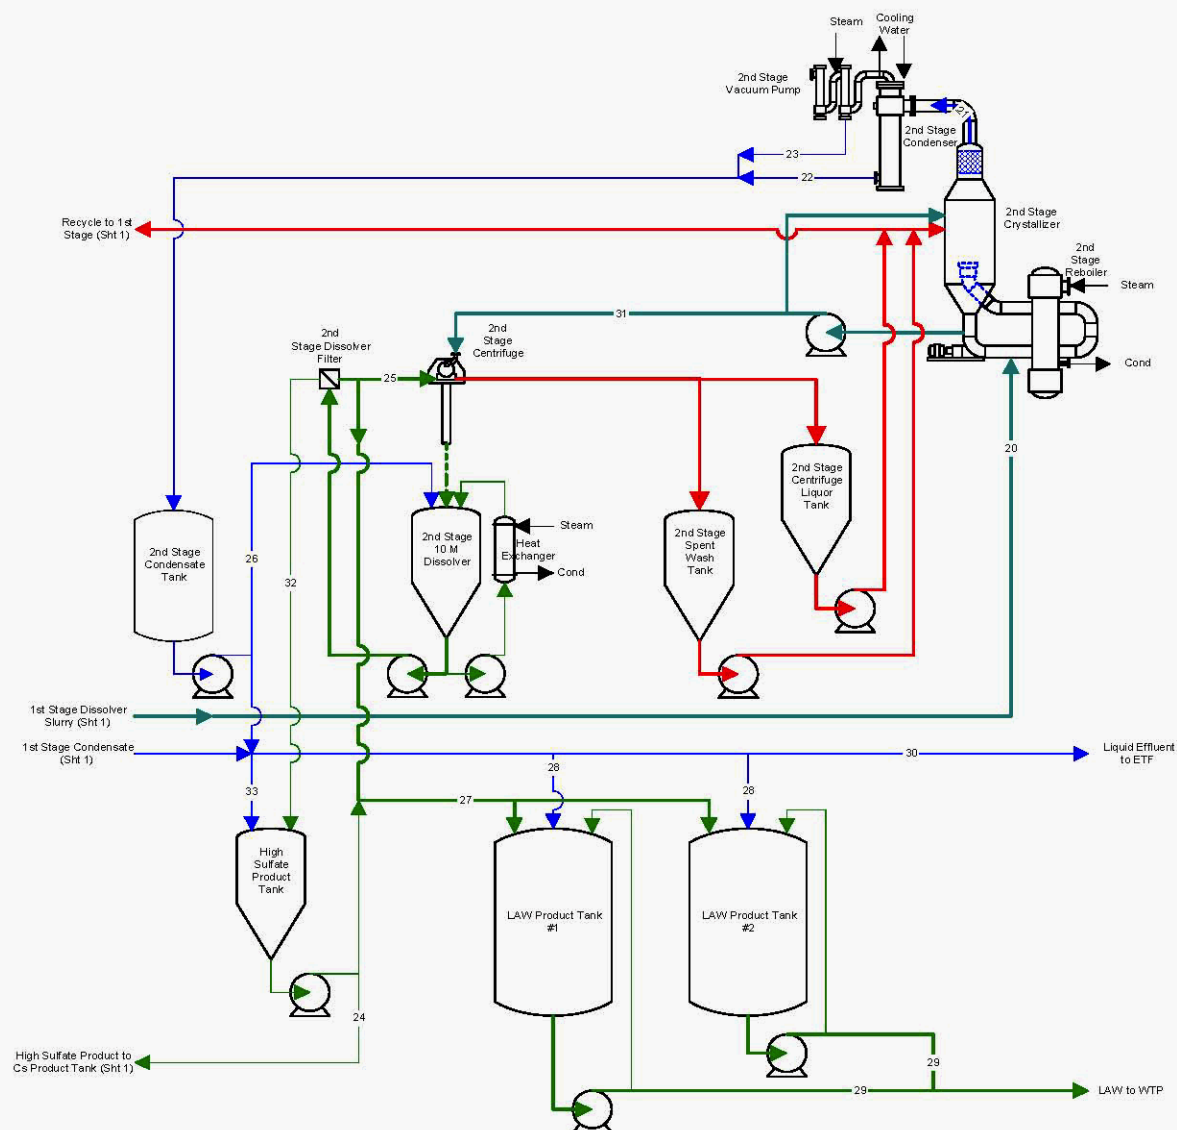 Steam
Cooling
Water
2nd Stage
Vacuum Pump
21
2nd Stage
Condenser
23
22
Recycle to 1st
Stage (Sht 1)
2nd Stage
Crystallizer
2nd
Stage
Reboiler
Steam
31
2nd
Stage Dissolver
Filter
2nd
Stage
Centrifuge
Cond
25
20
2nd Stage
Centrifuge
Liquor
Tank
2nd Stage
Condensate
Tank
26
32
2nd Stage
10 M
Dissolver
Steam
Heat
Exchanger
Cond
2nd Stage
Spent
Wash
Tank
1st Stage Dissolver
Slurry (Sht 1)
1st Stage Condensate
(Sht 1)
30
Liquid Effluent
to ETF
33
28
28
27
High
Sulfate
Product
Tank
LAW Product Tank
#1
LAW Product Tank
#2
24
High Sulfate Product to
Cs Product Tank (Sht 1)
29
29
LAW to WTP